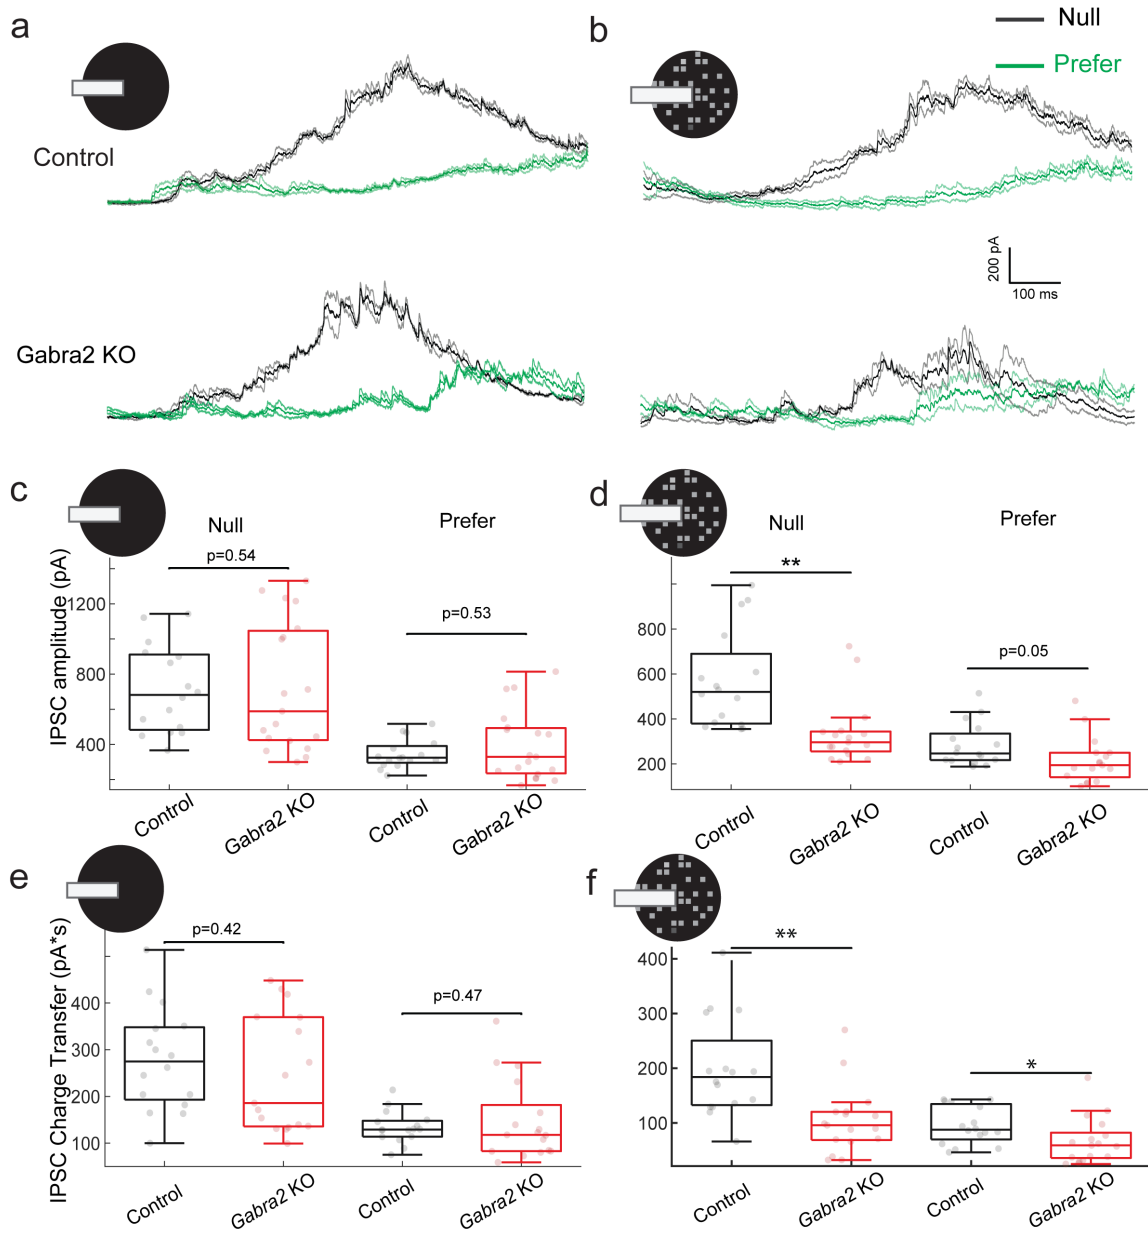 a
b
Null
Prefer
Control
200 pA
100 ms
Gabra2 KO
c
d
Null
Prefer
Null
Prefer
p=0.54
p=0.53
**
p=0.05
IPSC amplitude (pA)
1200
800
400
800
600
400
200
Control
Gabra2 KO
Control
Gabra2 KO
Control
Gabra2 KO
Control
Gabra2 KO
e
f
p=0.42
p=0.47
**
*
IPSC Charge Transfer (pA*s)
400
300
200
100
400
300
200
100
Control
Gabra2 KO
Control
Gabra2 KO
Control
Gabra2 KO
Control
Gabra2 KO